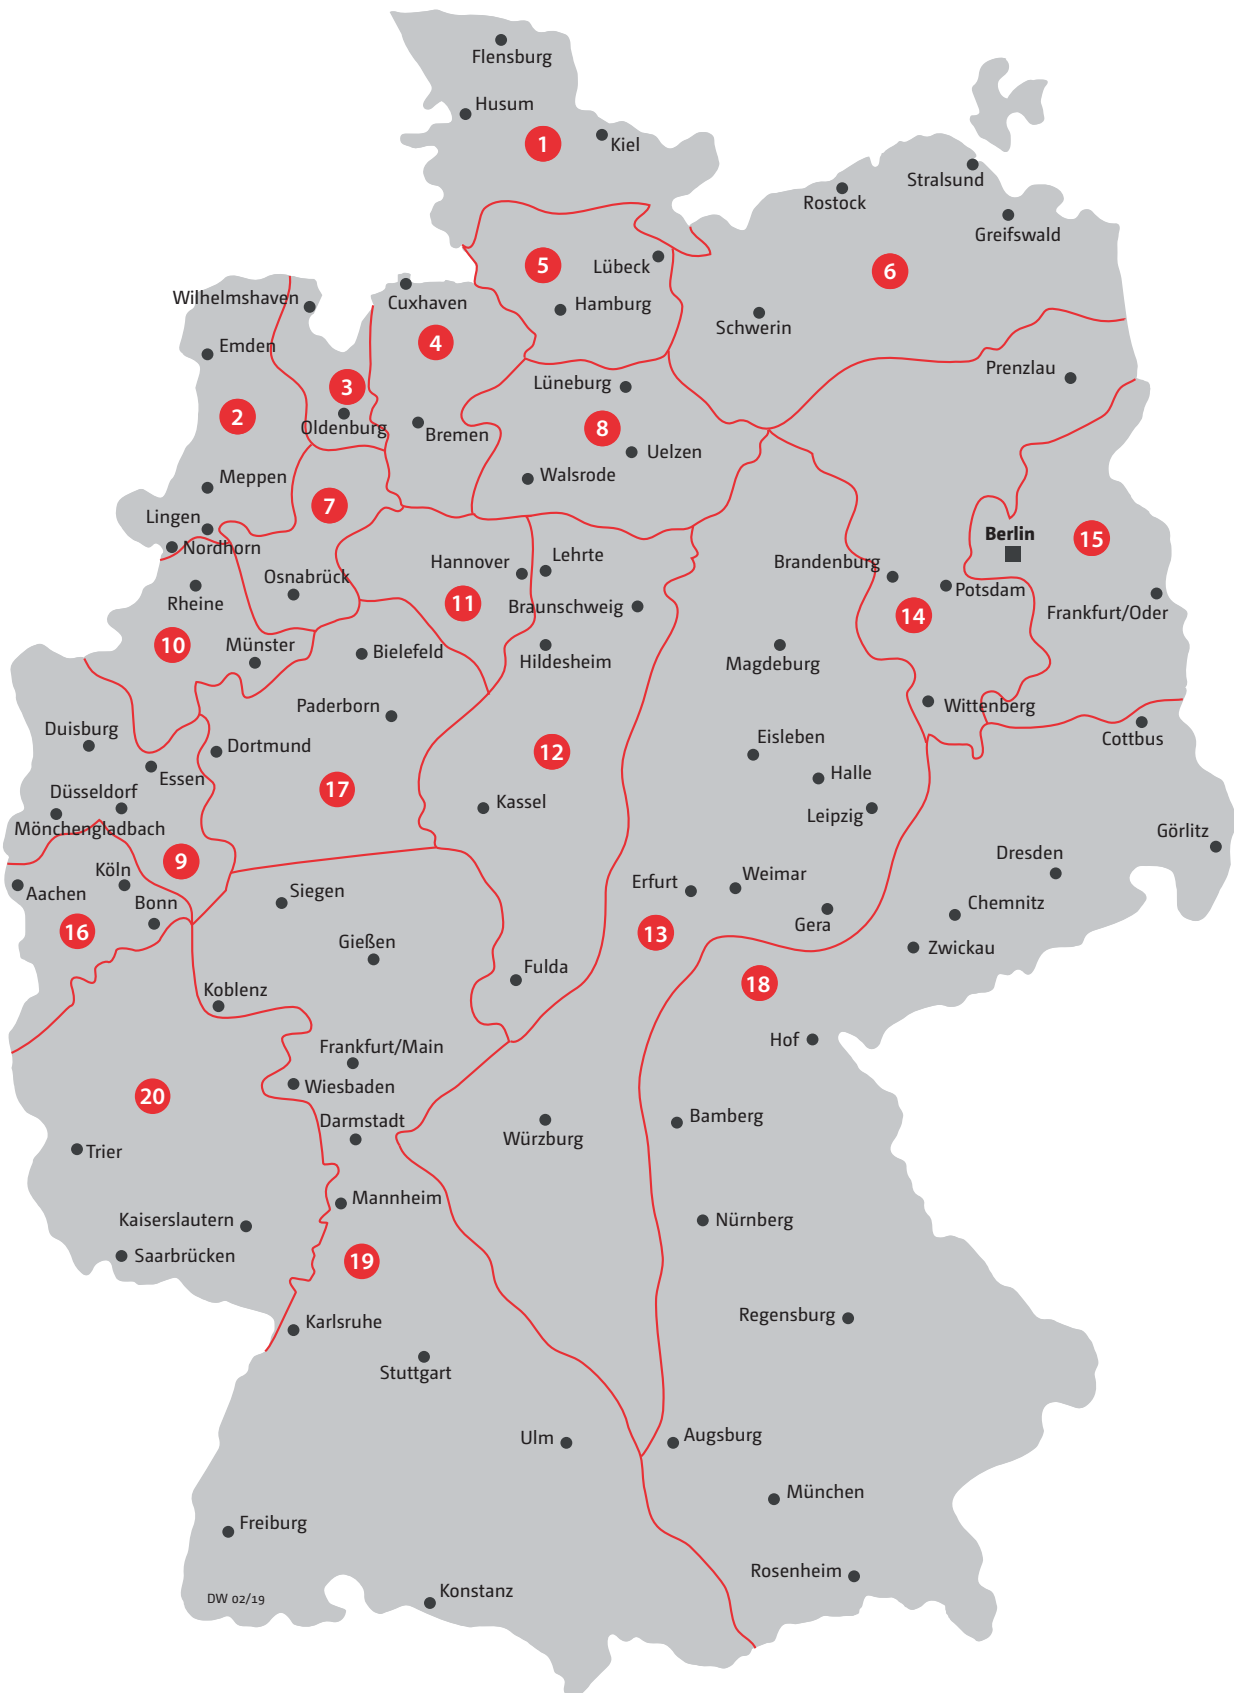 Flensburg
Husum
1
Kiel
Stralsund
Rostock
Greifswald
5
Lübeck
6
Wilhelmshaven
Cuxhaven
Hamburg
Schwerin
Emden
4
Prenzlau
3
Lüneburg
2
Oldenburg
Bremen
8
Uelzen
Meppen
Walsrode
7
Lingen
Berlin
15
Nordhorn
Hannover
Lehrte
Brandenburg
Osnabrück
Potsdam
Rheine
11
Braunschweig
14
Frankfurt/Oder
10
Münster
Bielefeld
Hildesheim
Magdeburg
Paderborn
Wittenberg
Duisburg
Dortmund
12
Eisleben
Cottbus
Essen
Halle
Düsseldorf
17
Kassel
Leipzig
Mönchengladbach
Görlitz
9
Köln
Dresden
Aachen
Siegen
Erfurt
Weimar
Bonn
Chemnitz
16
13
Gera
Gießen
Zwickau
Fulda
18
Koblenz
Hof
Frankfurt/Main
20
Wiesbaden
Darmstadt
Würzburg
Bamberg
Trier
Mannheim
Kaiserslautern
Nürnberg
Saarbrücken
19
Karlsruhe
Regensburg
Stuttgart
Ulm
Augsburg
München
Freiburg
Rosenheim
DW 02/19
Konstanz